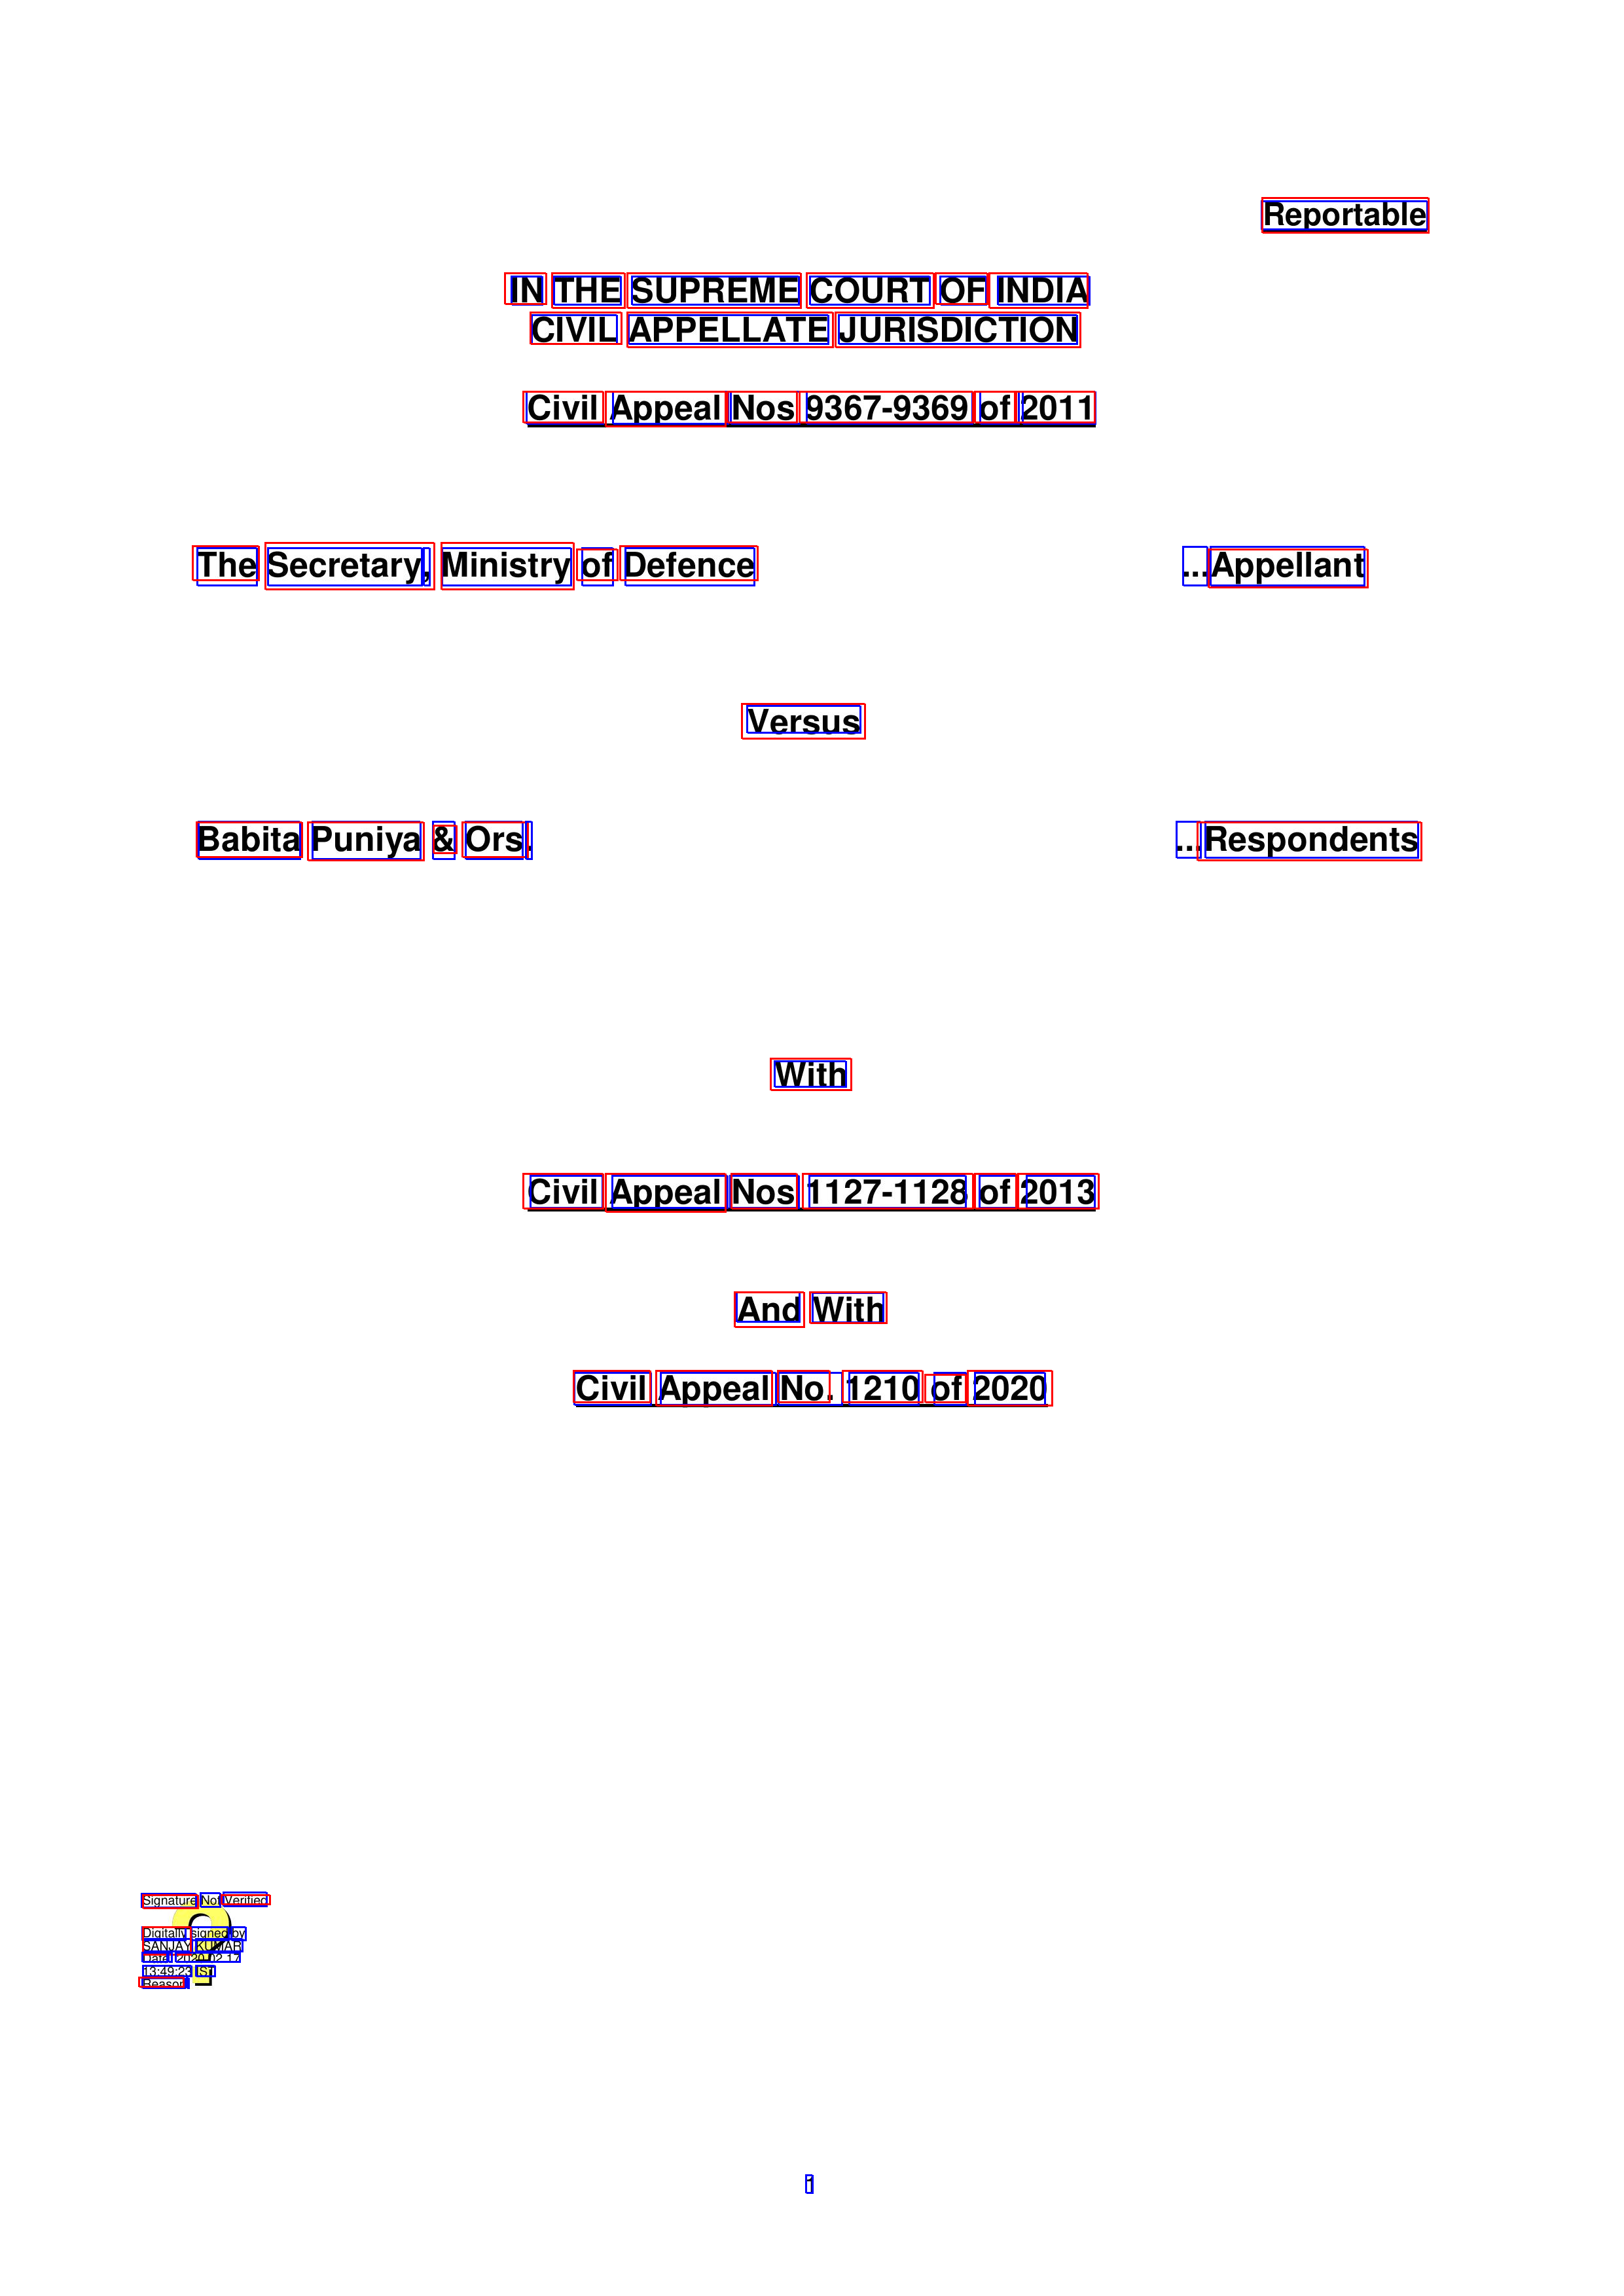 Reportable
IN THE SUPREME COURT OF INDIA
CIVIL APPELLATE JURISDICTION
Civil Appeal Nos 9367-9369 of 2011
The Secretary, Ministry of Defence ...Appellant
Versus
Babita Puniya & Ors. ...Respondents
With
Civil Appeal Nos 1127-1128 of 2013
And With
Civil Appeal No. 1210 of 2020
Signature Not Verified
Digitally signed by
SANJAY KUMAR
Date: 2020.02.17
13:49:23 IST
Reason:
1